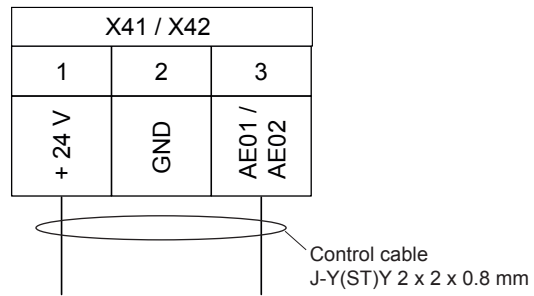 X41 / X42
1 2 3
+ 24 V
GND
AE01 /
AE02
Control cable
J-Y(ST)Y 2 x 2 x 0.8 mm